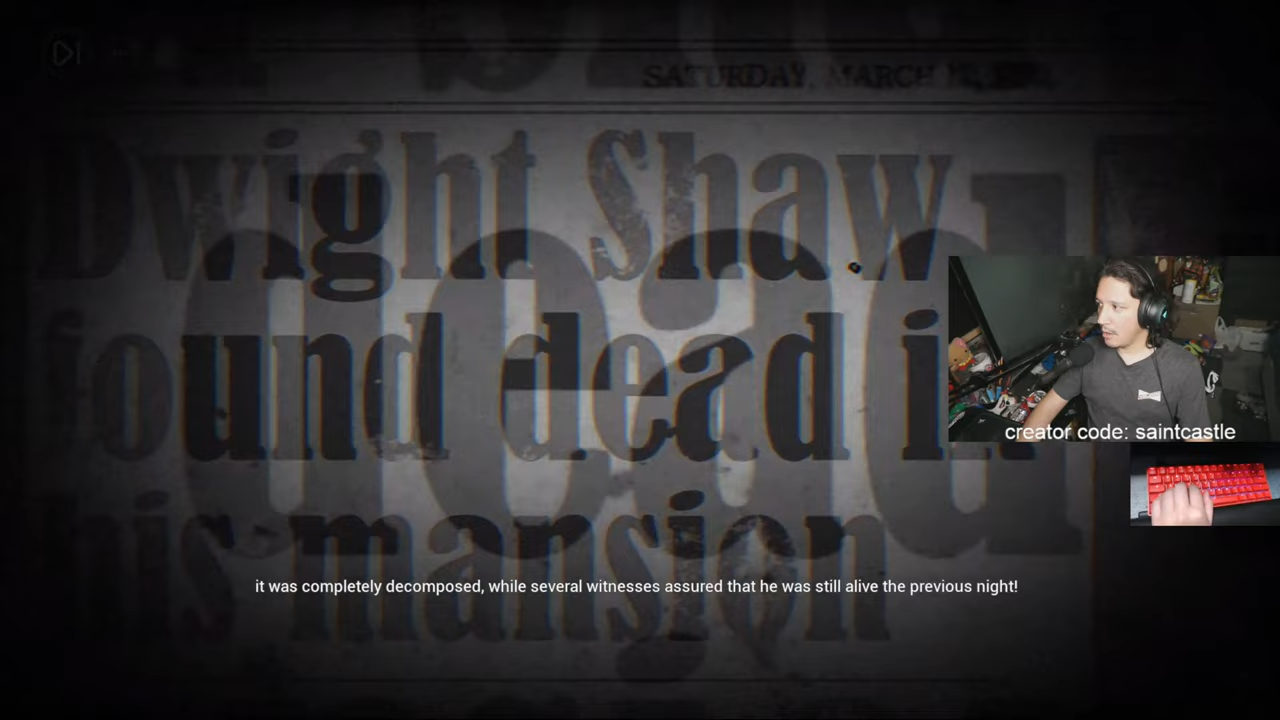 SATURDAY, MARCH
Dwight Shaw
found dead in
his mansion
dead
creator code: saintcastle
it was completely decomposed, while several witnesses assured that he was still alive the previous night!